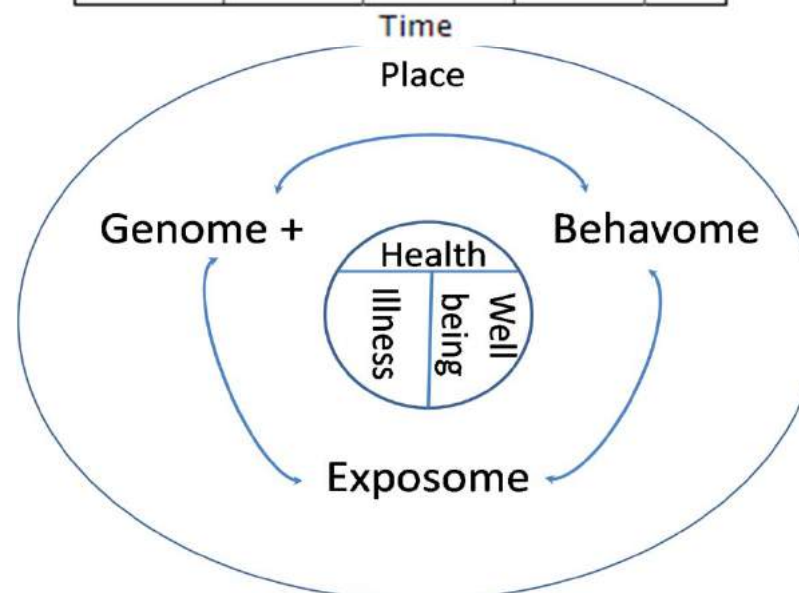 Time
Place
Genome +
Behavome
Health
Illness
Well
being
Exposome